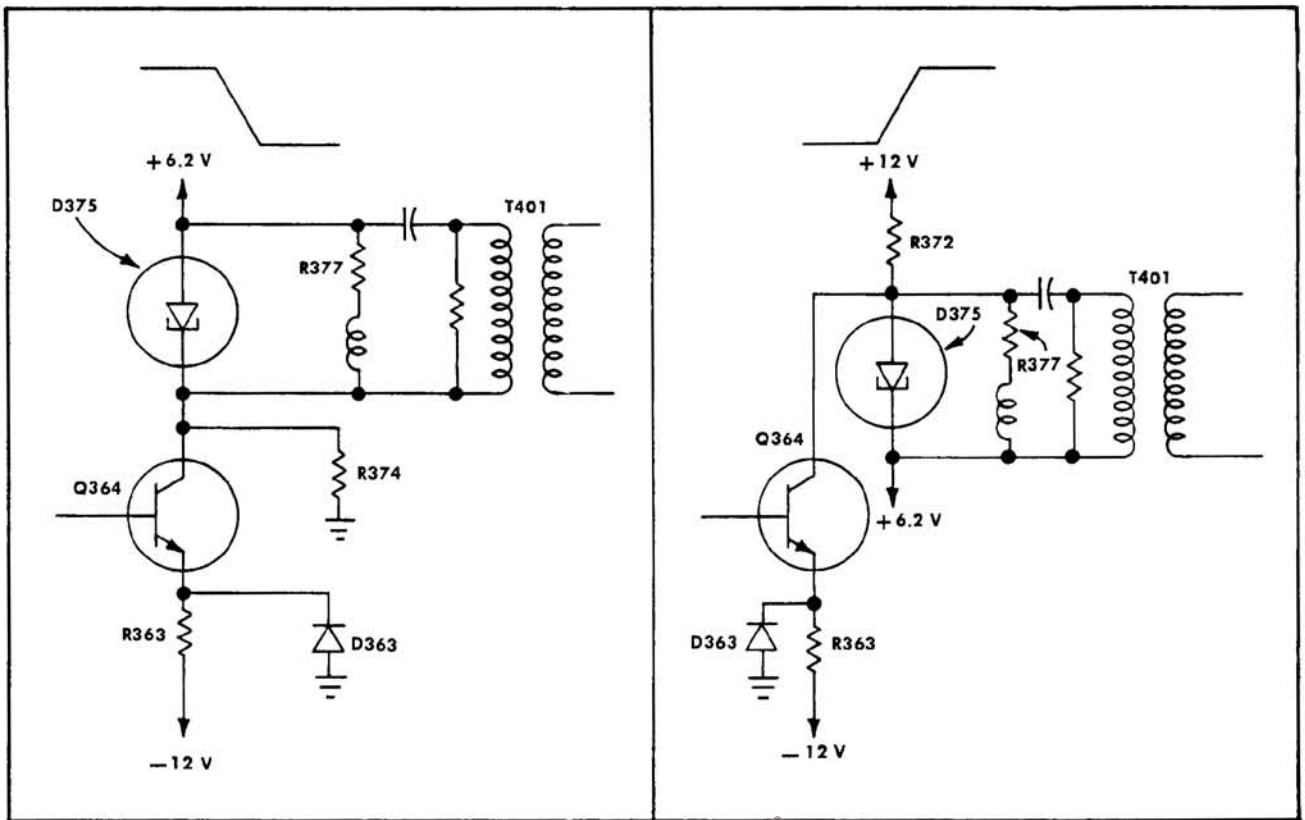 + 6.2 V
D375
T401
R377
R374
Q364
R363
D363
— 12 V
+ 12 V
R372
T401
D375
R377
Q364
+ 6.2 V
D363
R363
— 12 V